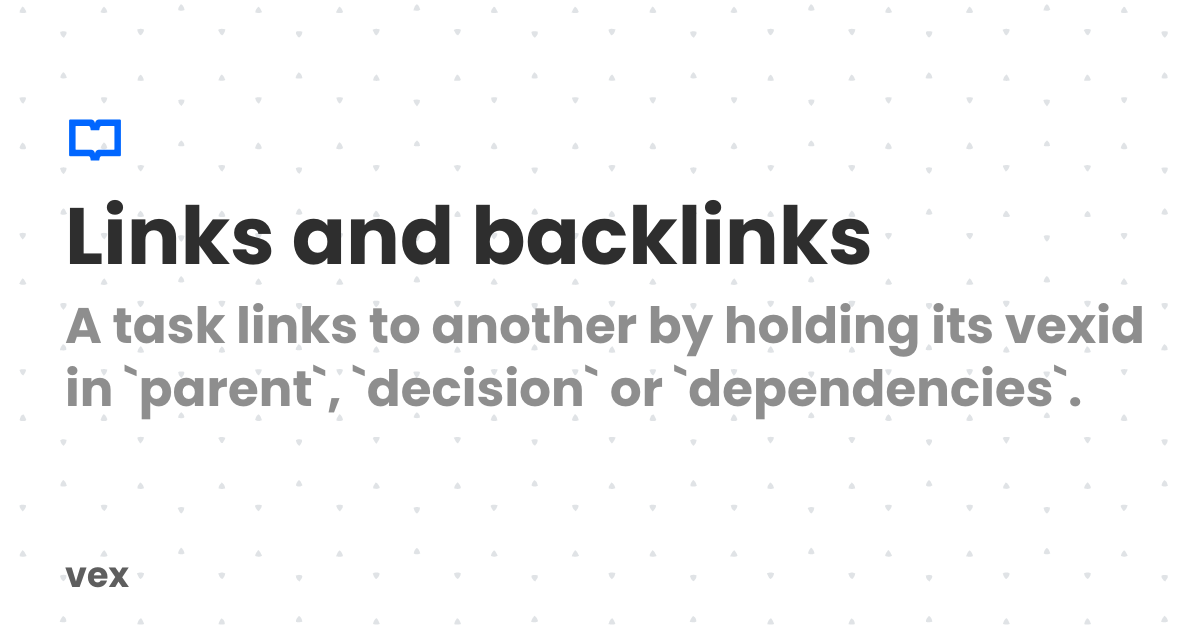 Links and backlinks
A task links to another by holding its vexid
in `parent`, `decision` or `dependencies`.
vex